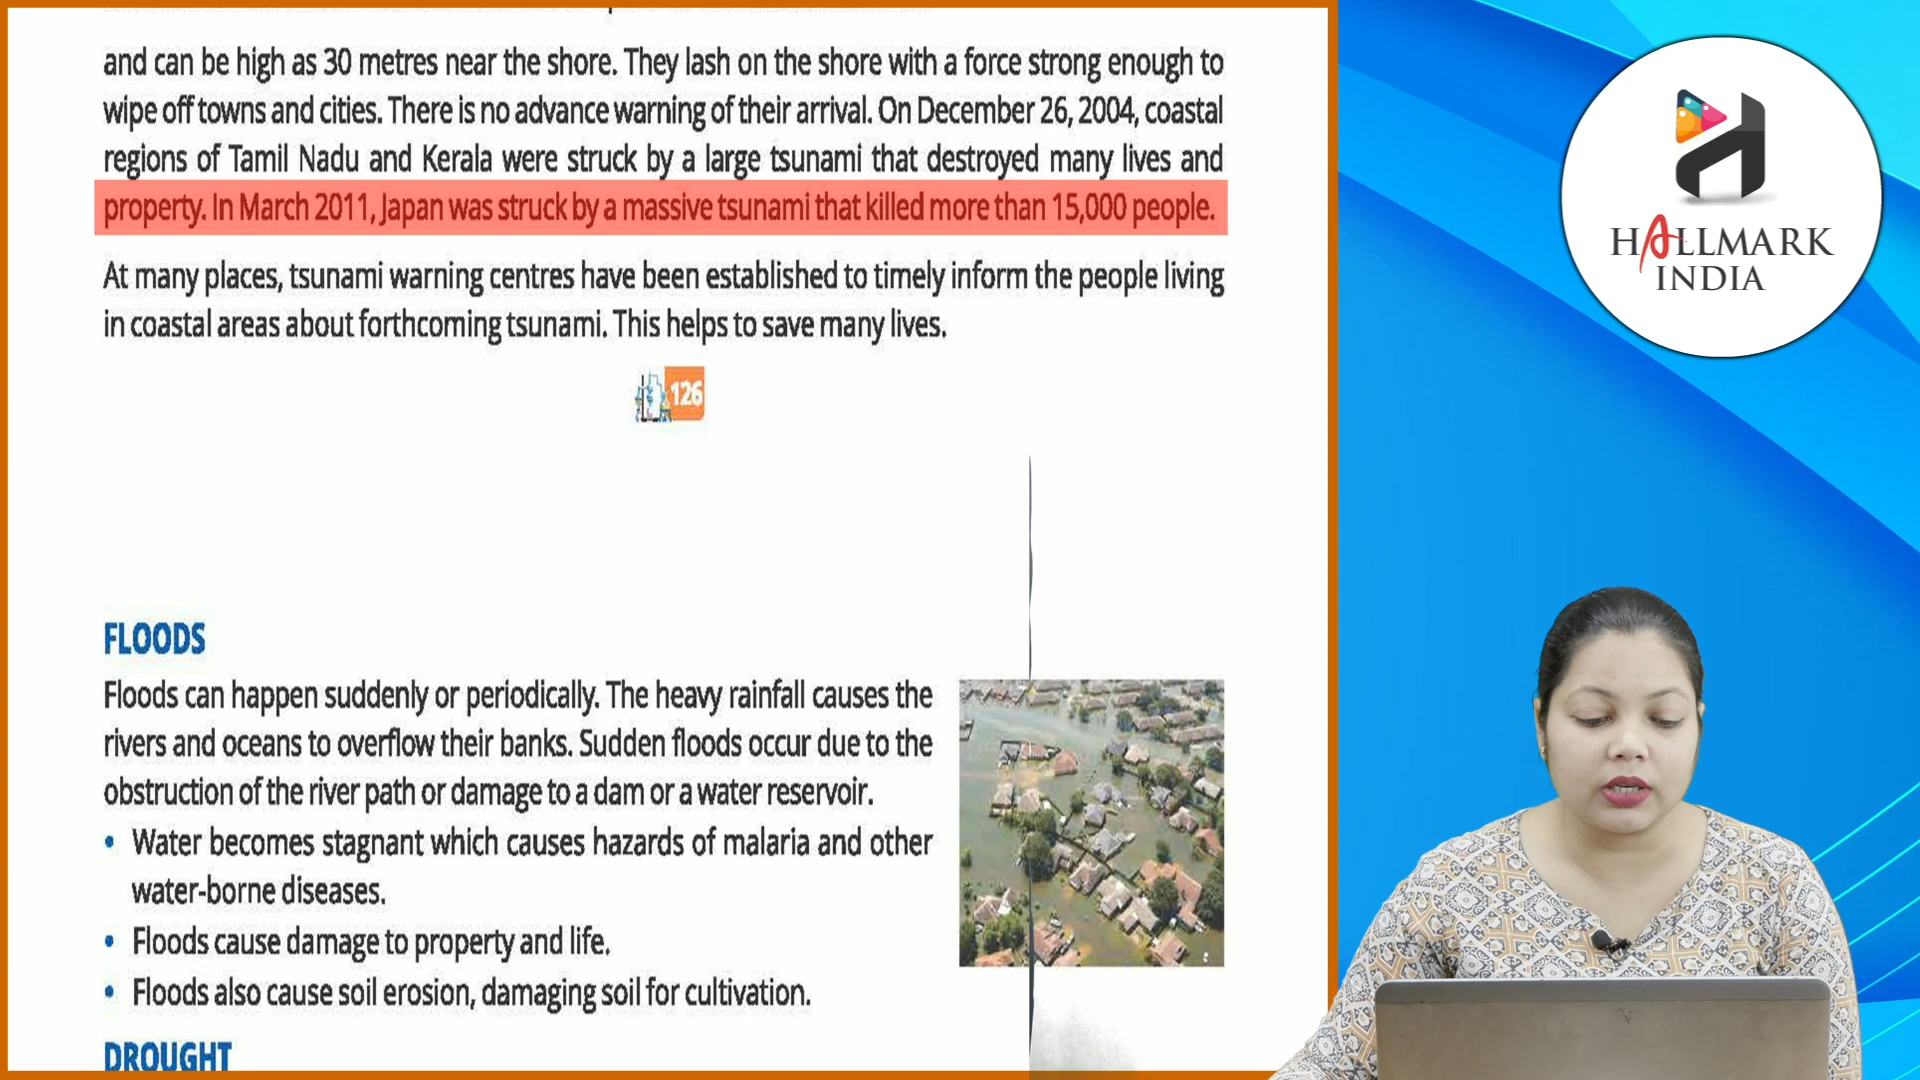 and can be high as 30 metres near the shore. They lash on the shore with a force strong enough to
wipe off towns and cities. There is no advance warning of their arrival. On December 26, 2004, coastal
regions of Tamil Nadu and Kerala were struck by a large tsunami that destroyed many lives and
property. In March 2011, Japan was struck by a massive tsunami that killed more than 15,000 people.
At many places, tsunami warning centres have been established to timely inform the people living
in coastal areas about forthcoming tsunami. This helps to save many lives.
126
FLOODS
Floods can happen suddenly or periodically. The heavy rainfall causes the
rivers and oceans to overflow their banks. Sudden floods occur due to the
obstruction of the river path or damage to a dam or a water reservoir.
• Water becomes stagnant which causes hazards of malaria and other
water-borne diseases.
• Floods cause damage to property and life.
• Floods also cause soil erosion, damaging soil for cultivation.
DROUGHT
HALLMARK
INDIA